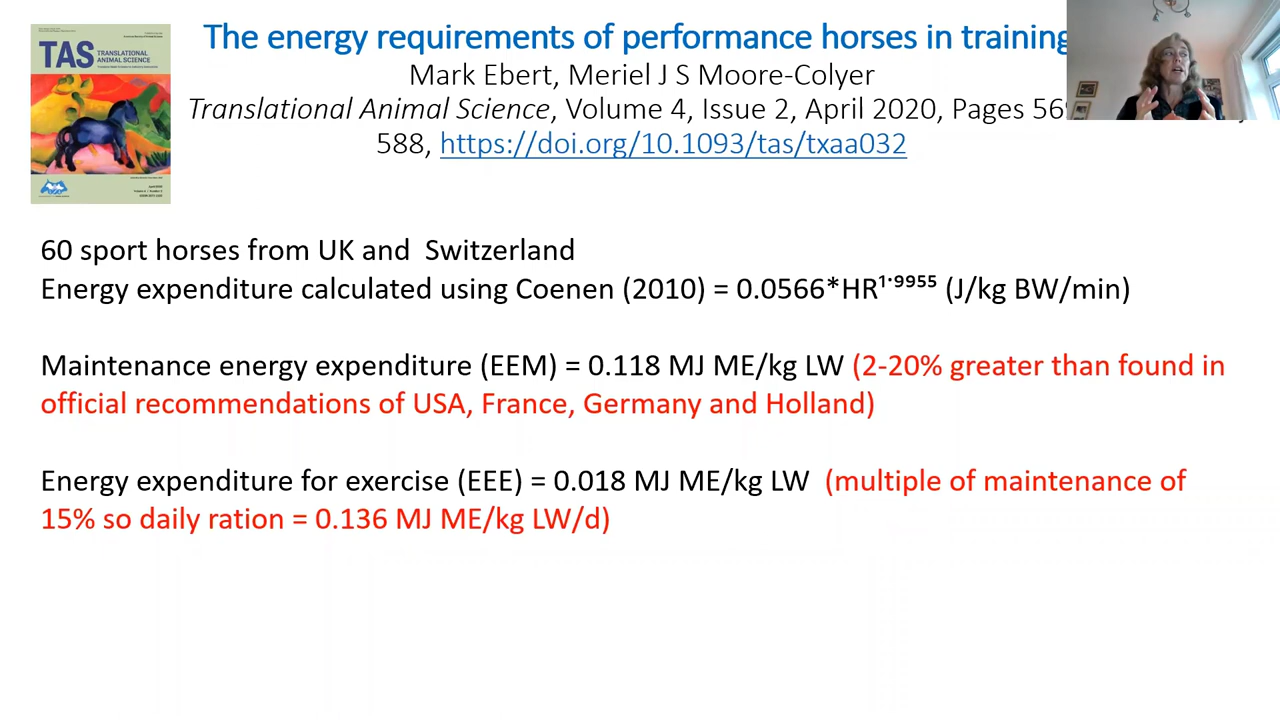 TAS TRANSLATIONAL
ANIMAL SCIENCE
The energy requirements of performance horses in training
Mark Ebert, Meriel J S Moore-Colyer
Translational Animal Science, Volume 4, Issue 2, April 2020, Pages
588, https://doi.org/10.1093/tas/txaa032
60 sport horses from UK and Switzerland
Energy expenditure calculated using Coenen (2010) = 0.0566*HR¹·⁹⁹⁵⁵ (J/kg BW/min)
Maintenance energy expenditure (EEM) = 0.118 MJ ME/kg LW (2-20% greater than found in
official recommendations of USA, France, Germany and Holland)
Energy expenditure for exercise (EEE) = 0.018 MJ ME/kg LW (multiple of maintenance of
15% so daily ration = 0.136 MJ ME/kg LW/d)